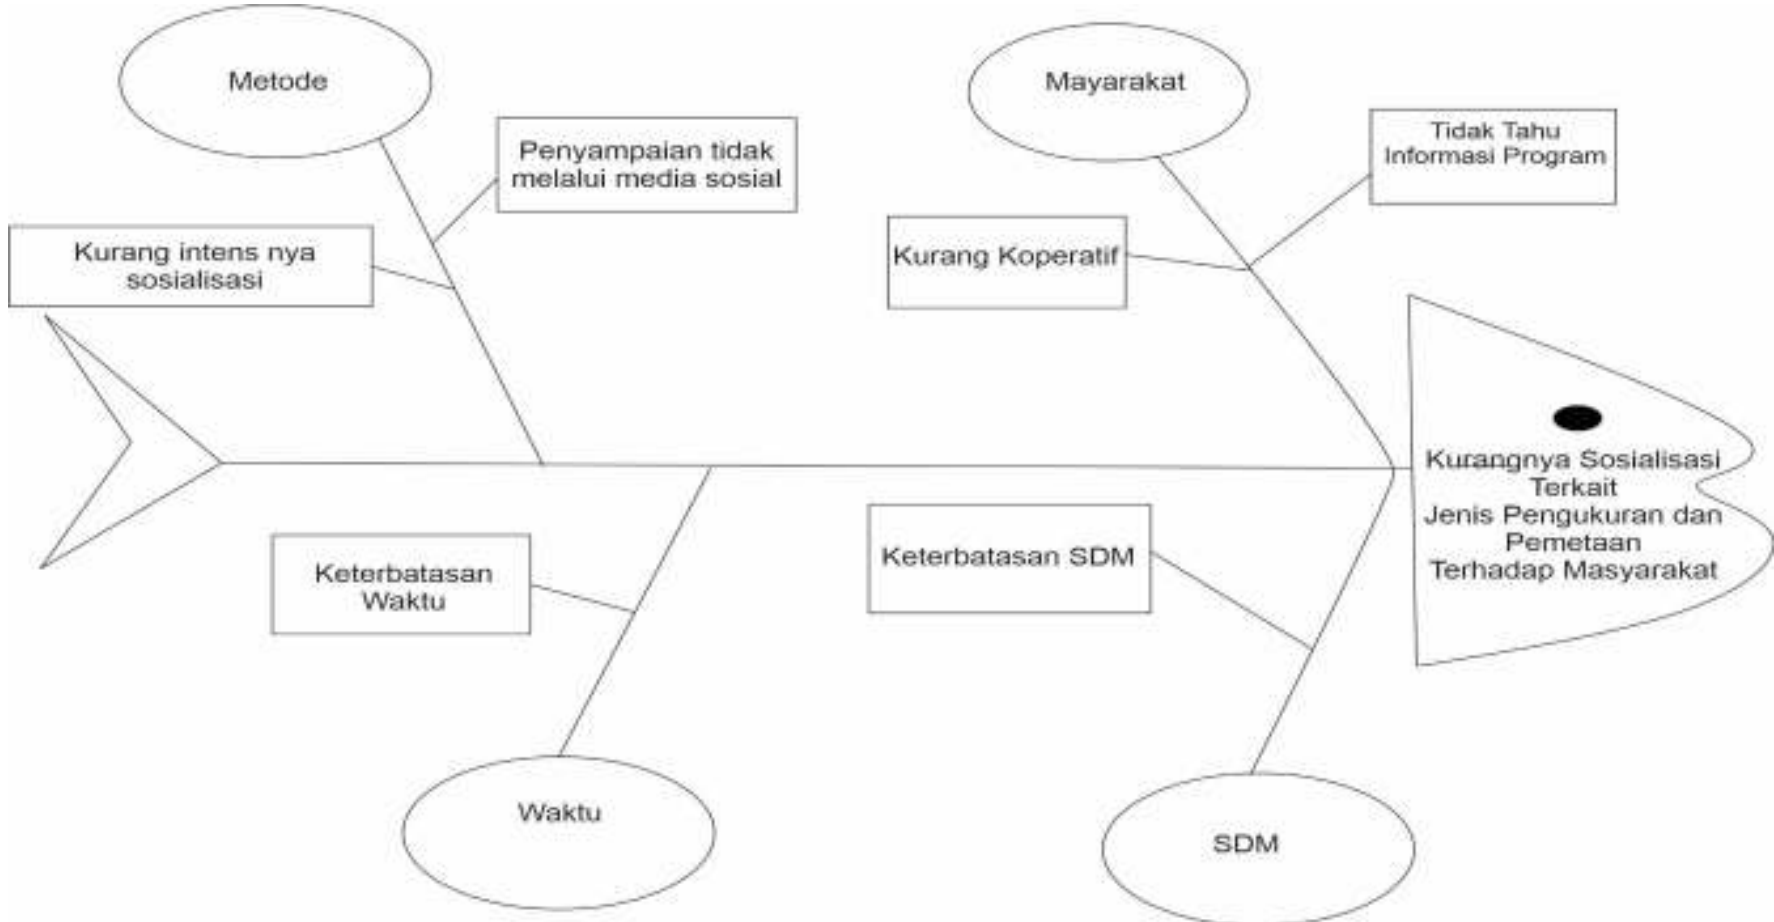 Metode
Mayarakat
Penyampaian tidak
melalui media sosial
Tidak Tahu
Informasi Program
Kurang intens nya
sosialisasi
Kurang Koperatif
Kurangnya Sosialisasi
Terkait
Jenis Pengukuran dan
Pemetaan
Terhadap Masyarakat
Keterbatasan
Waktu
Keterbatasan SDM
Waktu
SDM